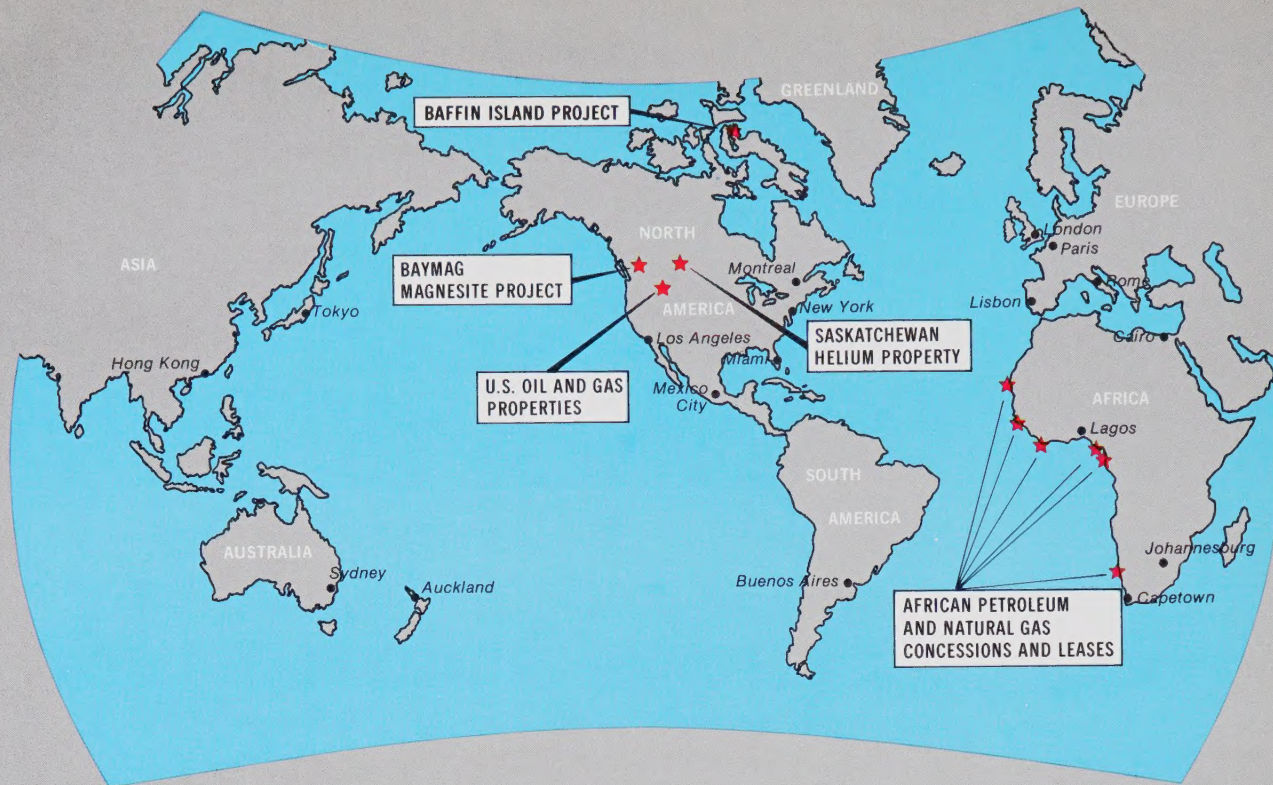 GREENLAND
BAFFIN ISLAND PROJECT
EUROPE
London
Paris
NORTH
ASIA
BAYMAG
MAGNESITE PROJECT
Montreal
Rome
Lisbon
AMERICA
New York
Tokyo
Los Angeles
SASKATCHEWAN
HELIUM PROPERTY
Cairo
Hong Kong
Miami
U.S. OIL AND GAS
PROPERTIES
Mexico
City
AFRICA
Lagos
SOUTH
AMERICA
AUSTRALIA
Johannesburg
Sydney
Auckland
Buenos Aires
Capetown
AFRICAN PETROLEUM
AND NATURAL GAS
CONCESSIONS AND LEASES